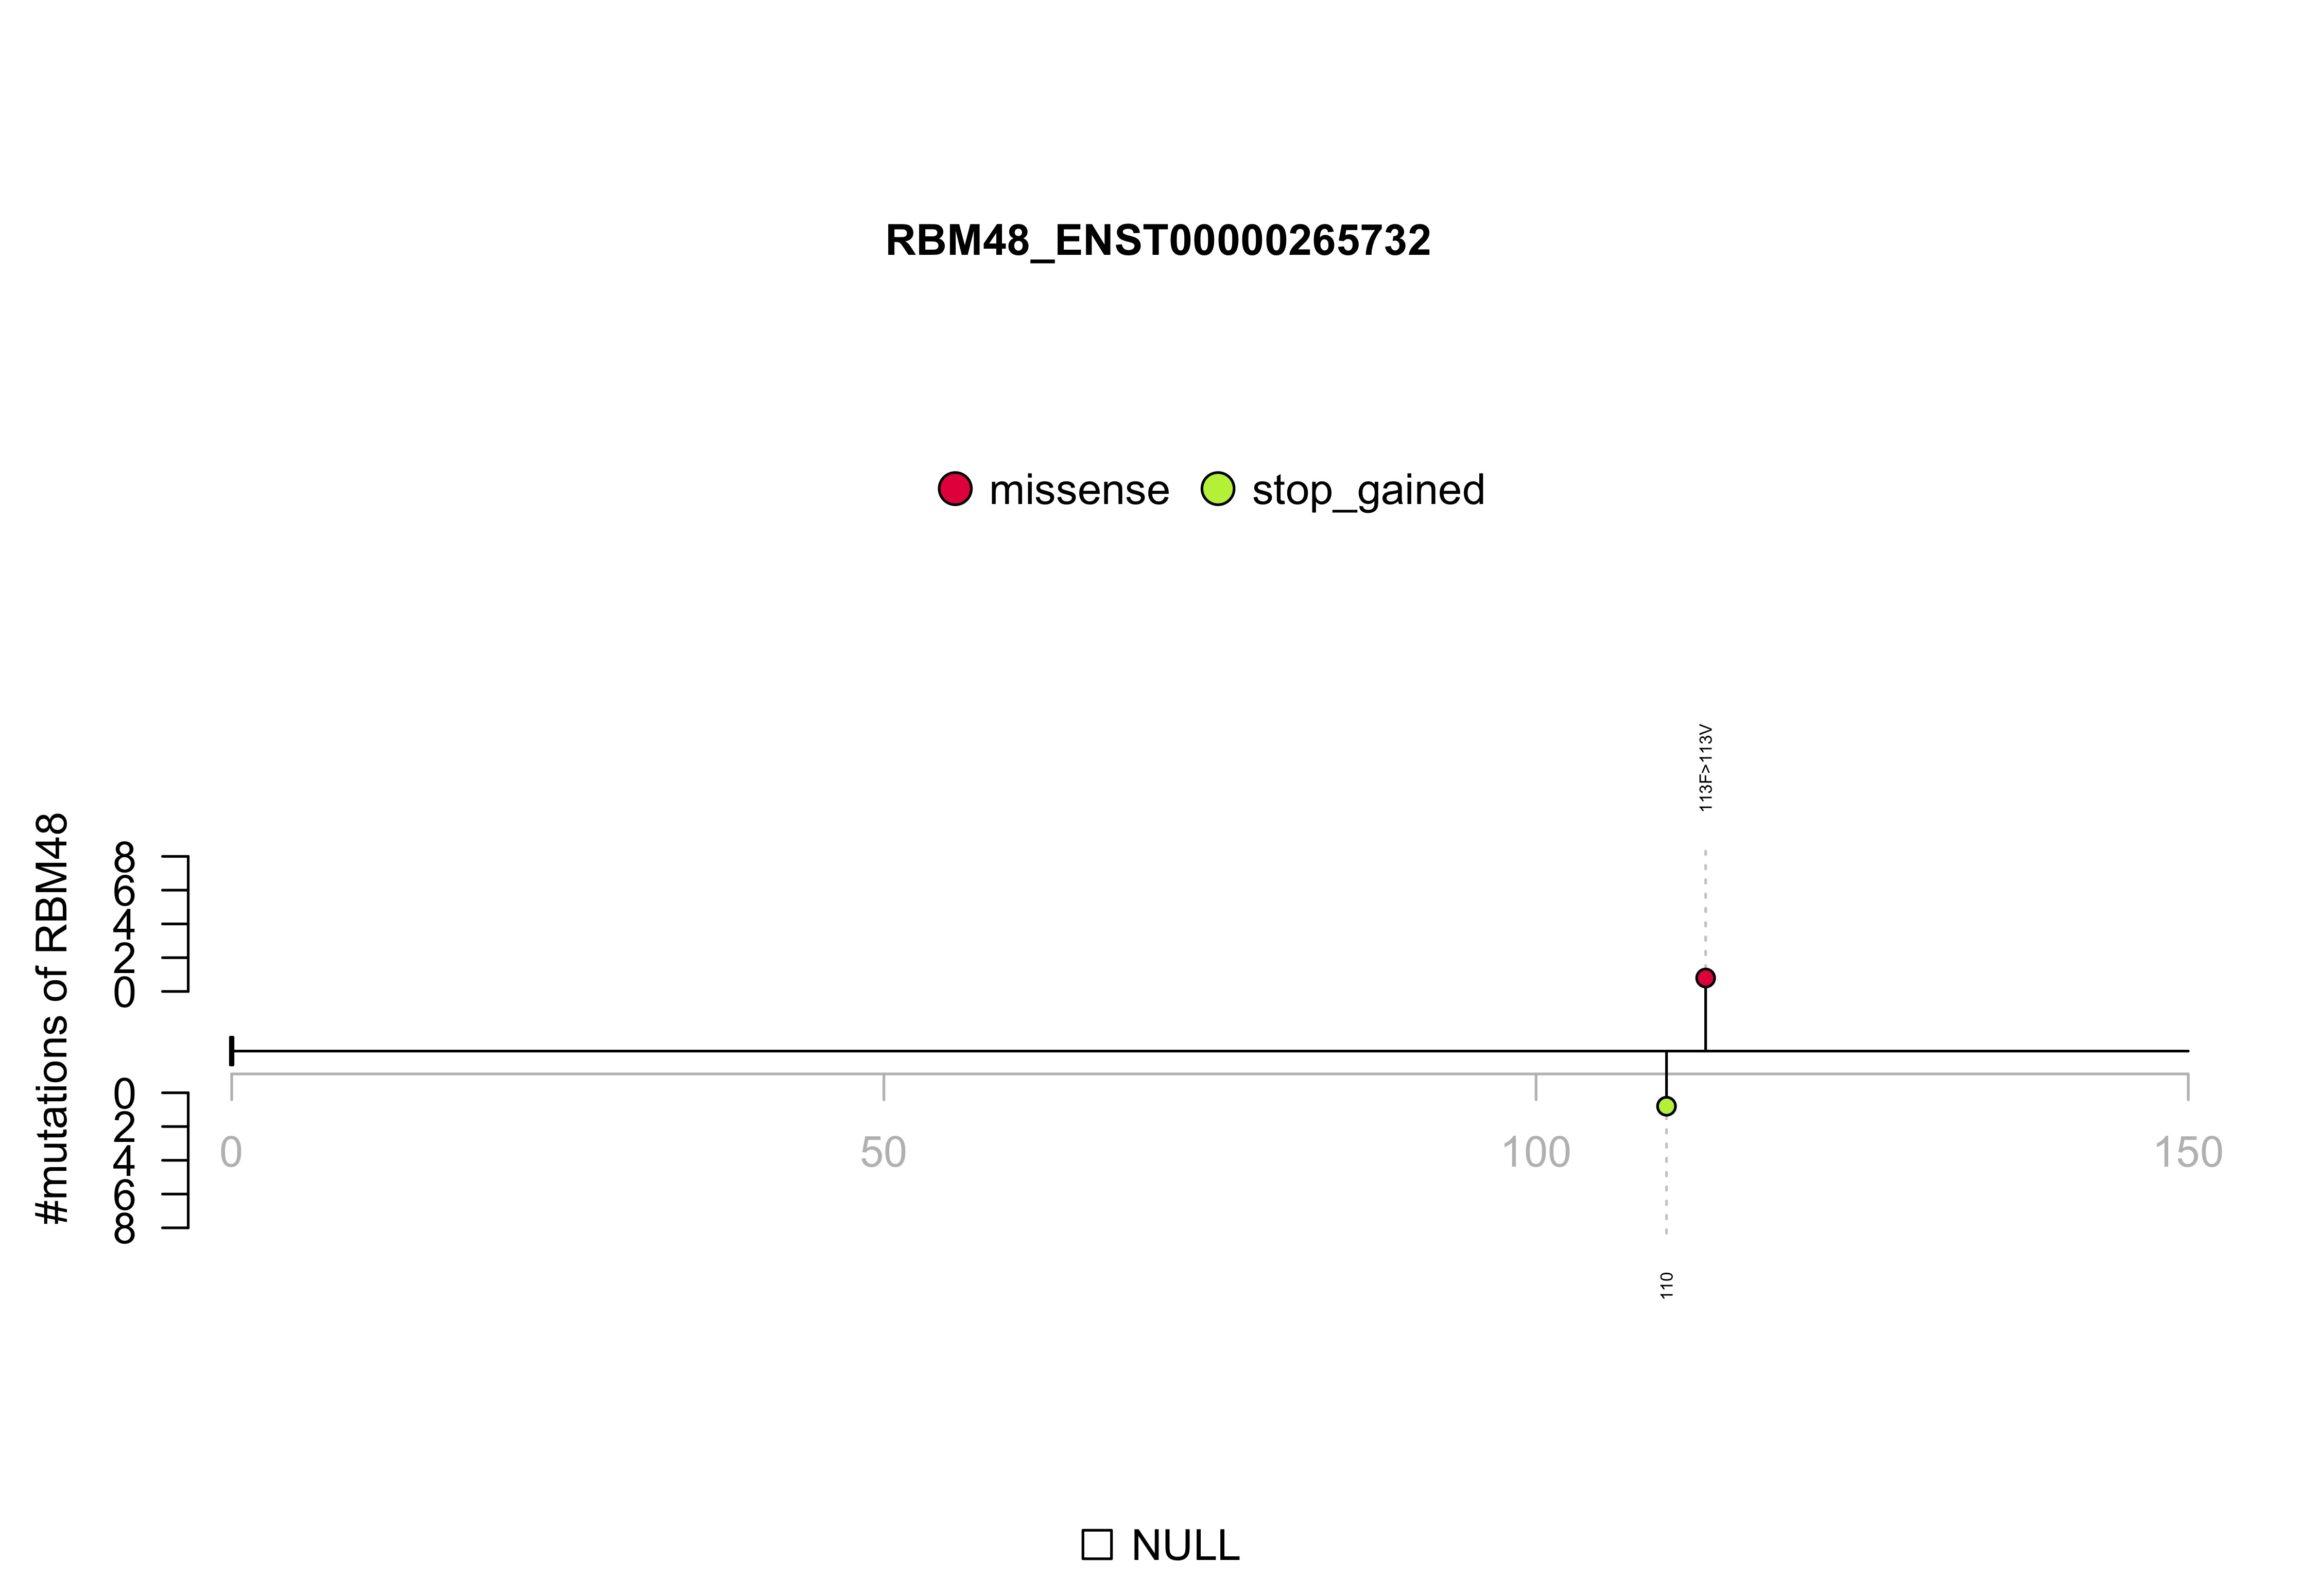 RBM48_ENST00000265732
missense
stop_gained
113F>113V
#mutations of RBM48
8
6
4
2
0
0
2
4
6
8
0
50
100
150
110
NULL